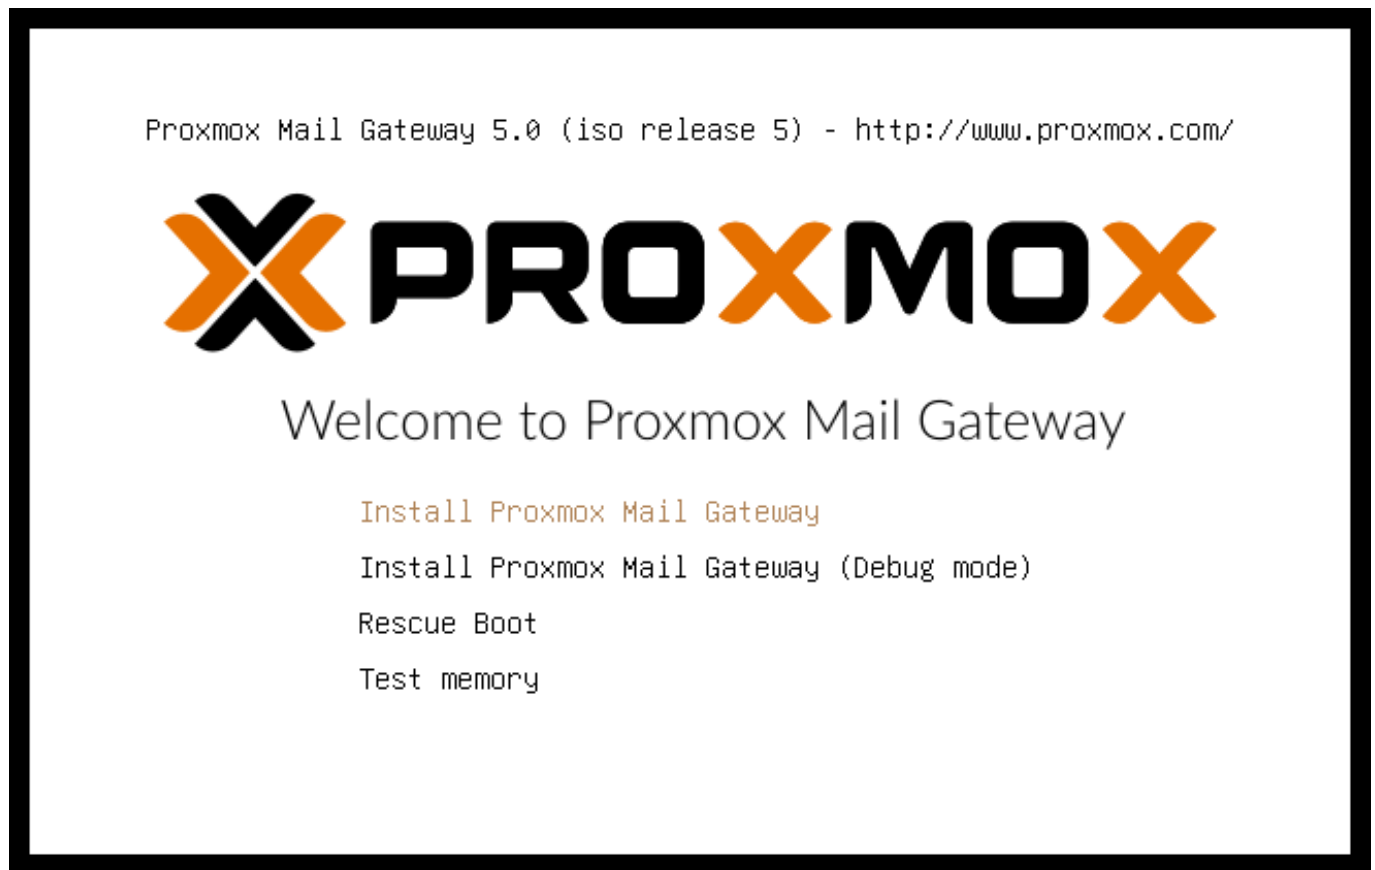 Proxmox Mail Gateway 5.0 (iso release 5) - http://www.proxmox.com/
PROXMOX
Welcome to Proxmox Mail Gateway
Install Proxmox Mail Gateway
Install Proxmox Mail Gateway (Debug mode)
Rescue Boot
Test memory